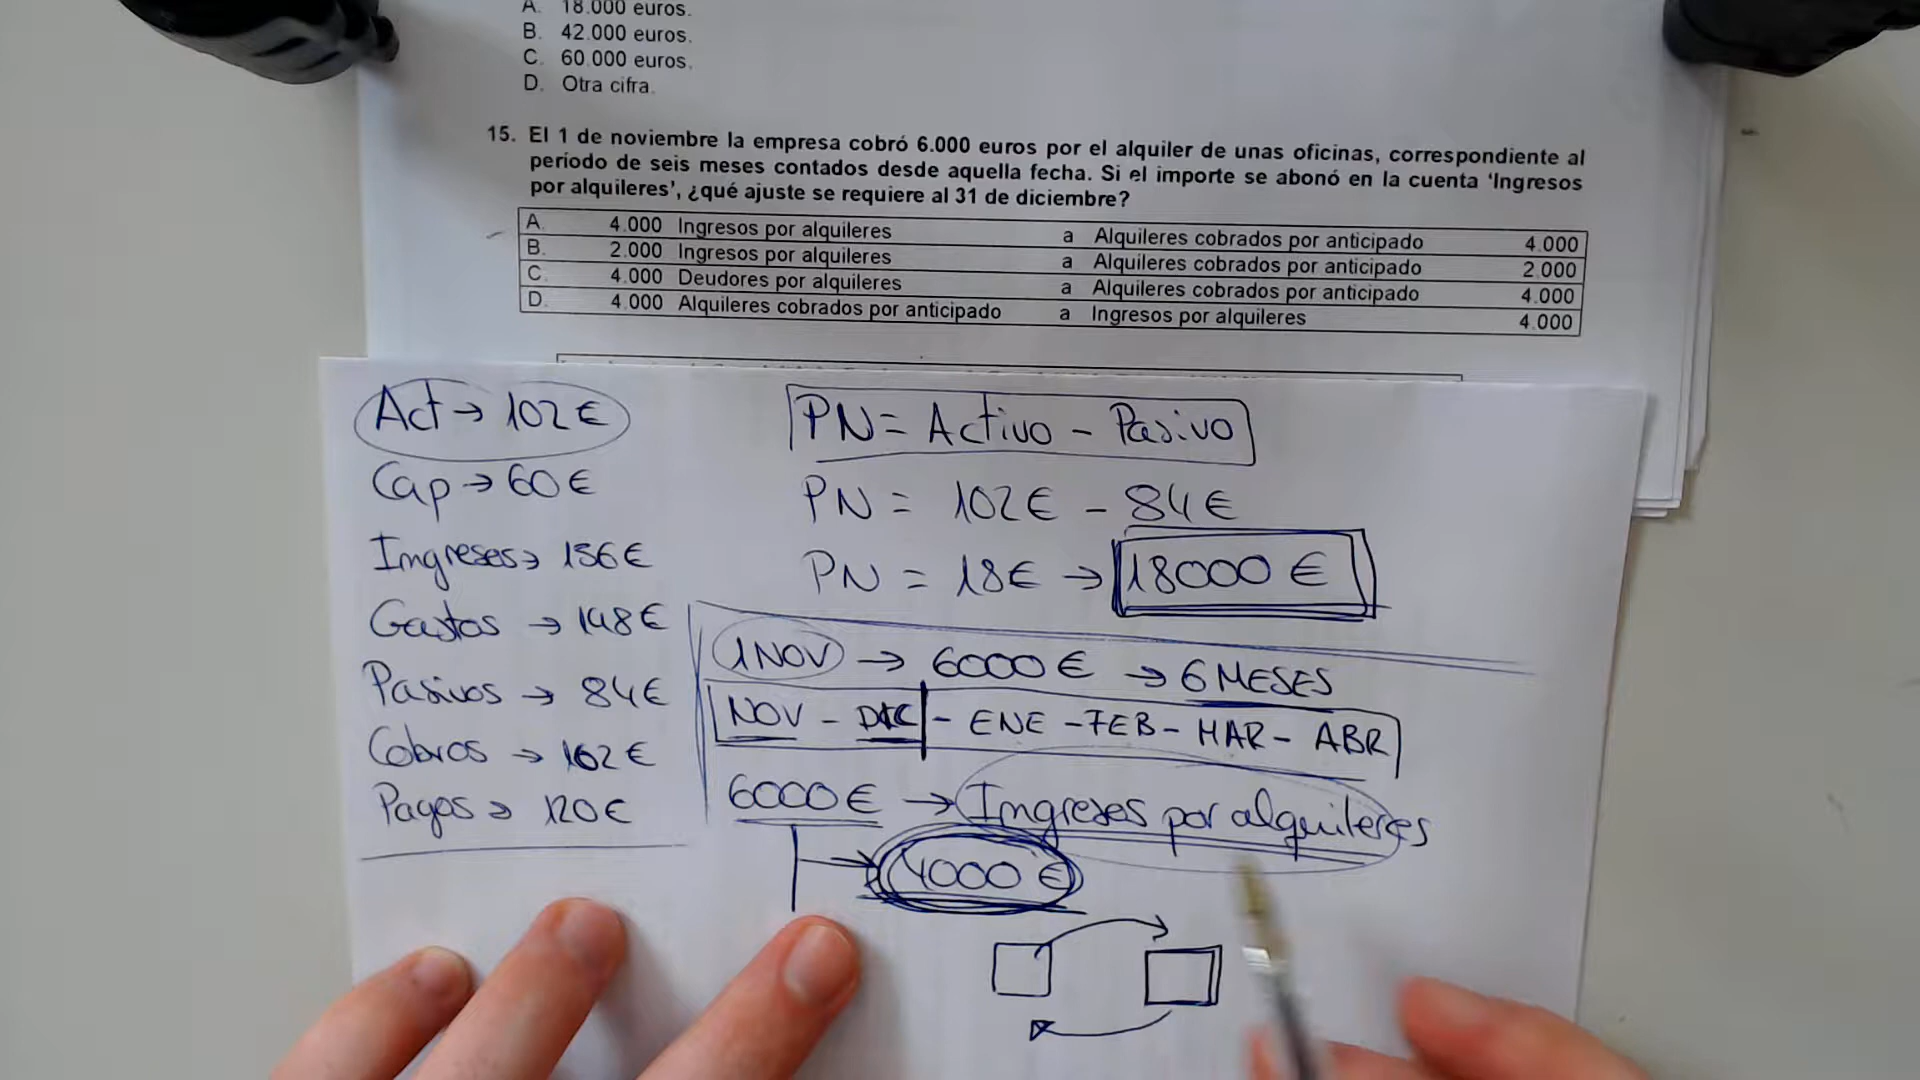 A. 18.000 euros.
B. 42.000 euros.
C. 60.000 euros.
D. Otra cifra.
15. El 1 de noviembre la empresa cobró 6.000 euros por el alquiler de unas oficinas, correspondiente al
periodo de seis meses contados desde aquella fecha. Si el importe se abonó en la cuenta ‘Ingresos
por alquileres’, ¿qué ajuste se requiere al 31 de diciembre?
A. 4.000 Ingresos por alquileres a Alquileres cobrados por anticipado 4.000
B. 2.000 Ingresos por alquileres a Alquileres cobrados por anticipado 2.000
C. 4.000 Deudores por alquileres a Alquileres cobrados por anticipado 4.000
D. 4.000 Alquileres cobrados por anticipado a Ingresos por alquileres 4.000
Act → 102€
Cap → 60€
Ingresos → 156€
Gastos → 148€
Pasivos → 84€
Cobros → 162€
Pagos → 120€
PN = Activo - Pasivo
PN = 102€ - 84€
PN = 18€ → 18000 €
1 NOV → 6000 € → 6 MESES
NOV - DIC - ENE - FEB - MAR - ABR
6000 € → Ingresos por alquileres
4000 €